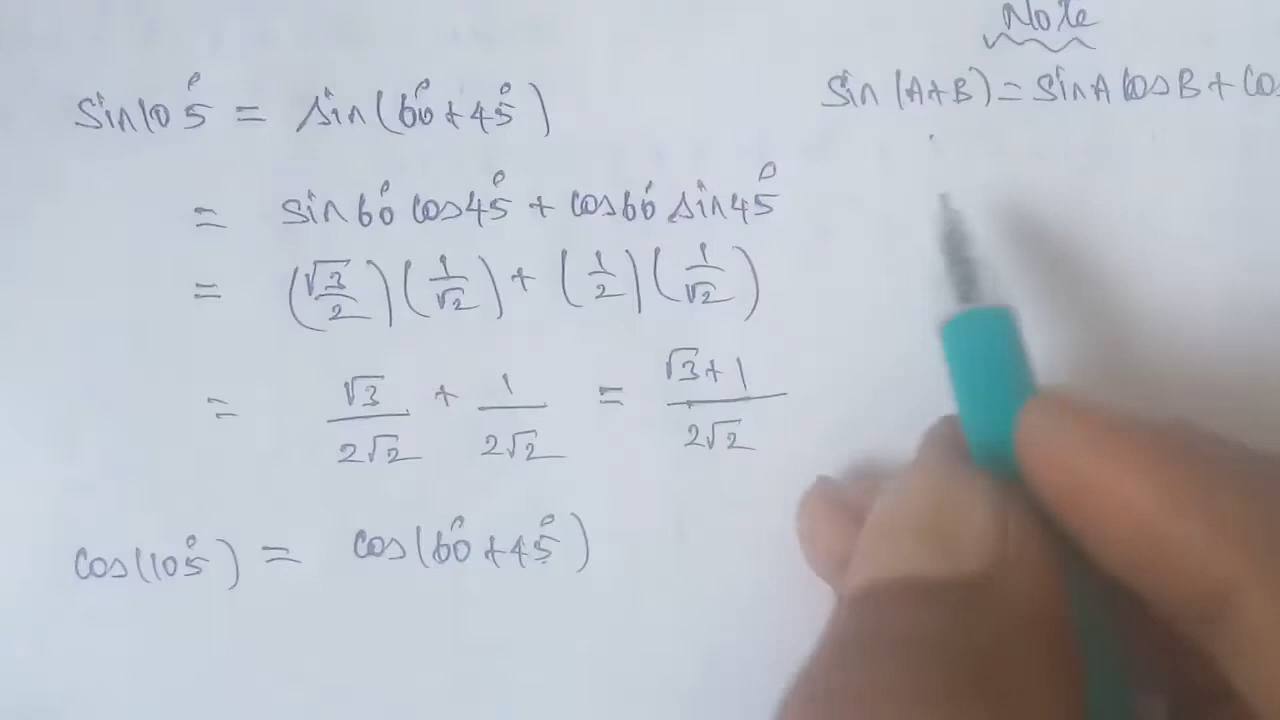 Note
sin105° = sin(60°+45°)
sin(A+B) = sinA cosB + cos
= sin60° cos45° + cos60° sin45°
= (√3/2)(1/√2) + (1/2)(1/√2)
= √3/2√2 + 1/2√2 = √3+1/2√2
cos(105°) = cos(60°+45°)